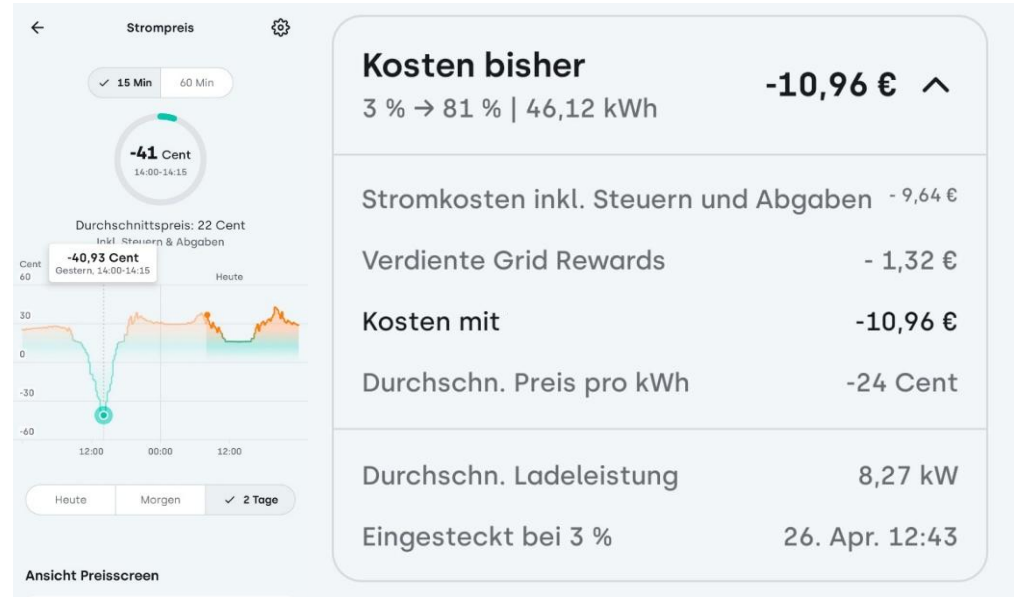 Strompreis
15 Min
60 Min
-41 Cent
14:00-14:15
Durchschnittspreis: 22 Cent
Inkl. Steuern & Abgaben
-40,93 Cent
Gestern, 14:00-14:15
Cent
60
Heute
30
0
-30
-60
12:00
00:00
12:00
Heute
Morgen
2 Tage
Ansicht Preisscreen
Kosten bisher
-10,96 €
3 % → 81 % | 46,12 kWh
Stromkosten inkl. Steuern und Abgaben - 9,64 €
Verdiente Grid Rewards - 1,32 €
Kosten mit -10,96 €
Durchschn. Preis pro kWh -24 Cent
Durchschn. Ladeleistung 8,27 kW
Eingesteckt bei 3 % 26. Apr. 12:43